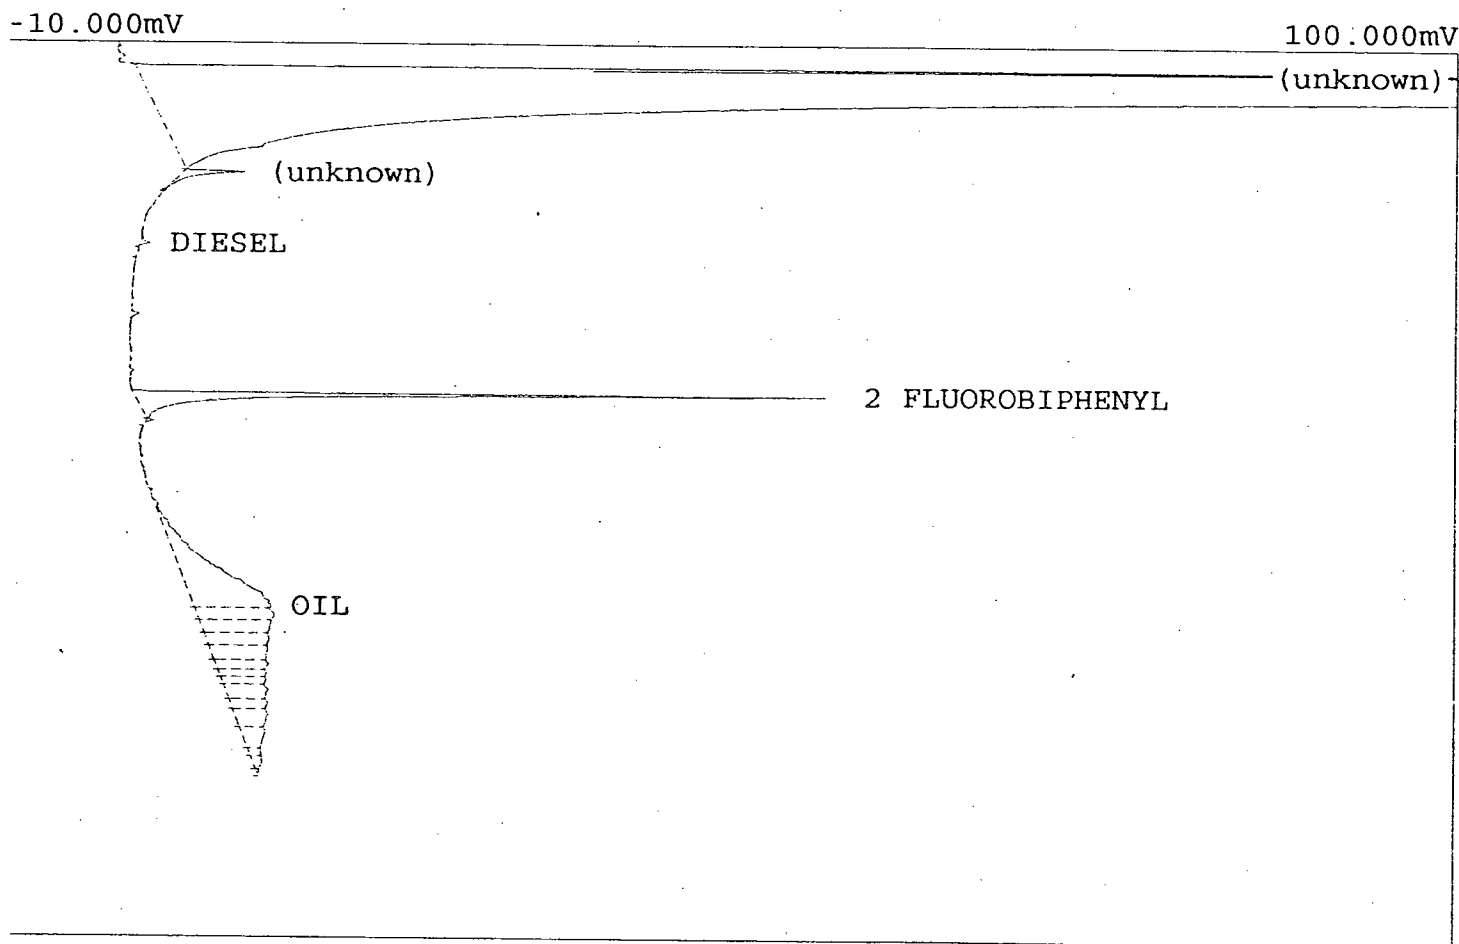 -10.000mV
100.000mV
(unknown)
(unknown)
DIESEL
2 FLUOROBIPHENYL
OIL